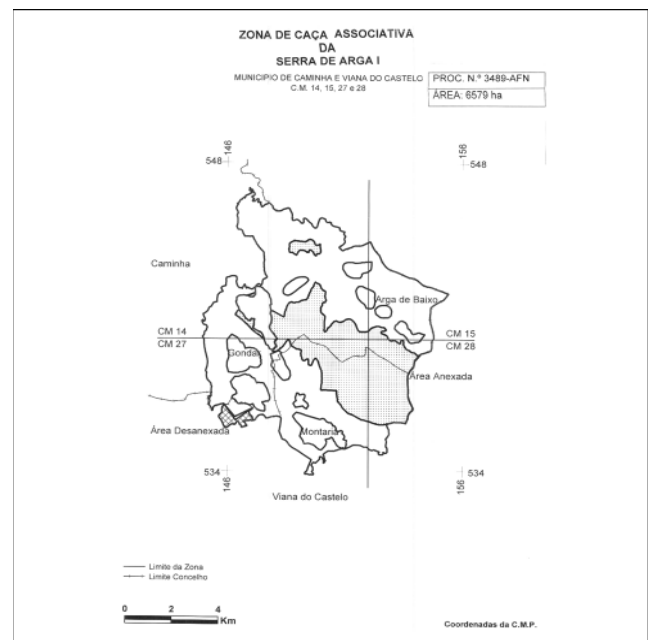 ZONA DE CAÇA ASSOCIATIVA
DA
SERRA DE ARGA I
MUNICIPIO DE CAMINHA E VIANA DO CASTELO
C.M. 14, 15, 27 e 28
PROC. N.º 3489-AFN
ÁREA: 6579 ha
146
548
156
548
Caminha
Arga de Baixo
CM 14
CM 15
CM 27
CM 28
Gondar
Área Anexada
Área Desanexada
Montaria
534
146
534
156
Viana do Castelo
Limite da Zona
Limite Concelho
0 2 4
Km
Coordenadas da C.M.P.